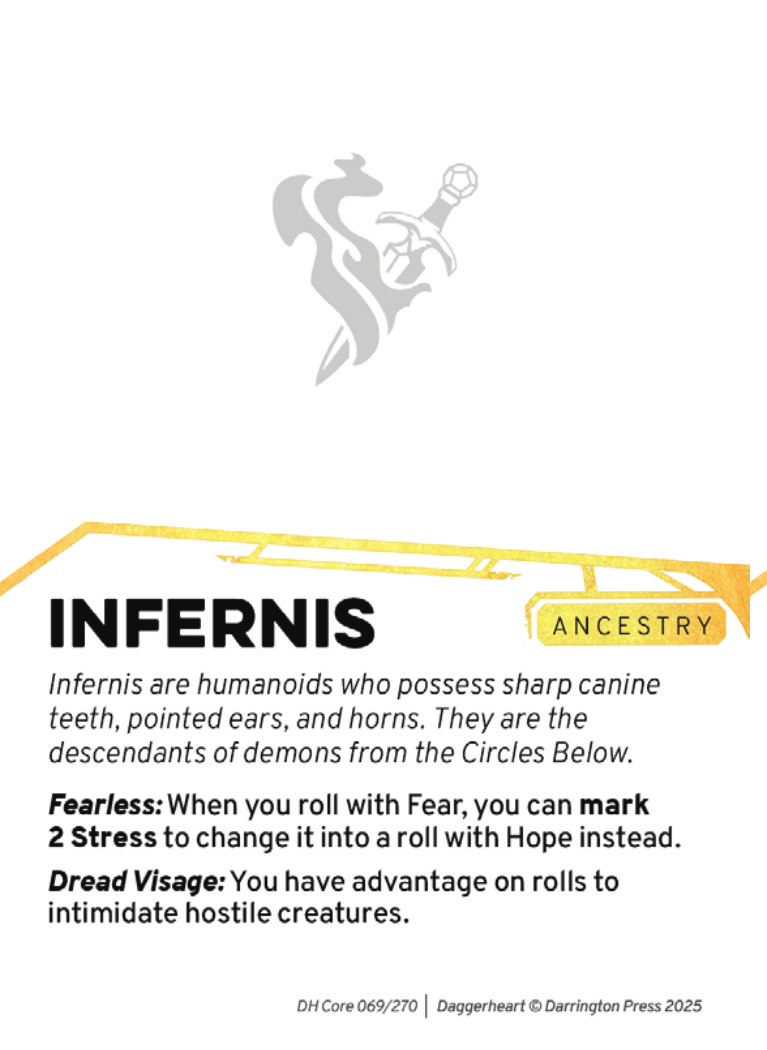 INFERNIS
ANCESTRY
Infernis are humanoids who possess sharp canine
teeth, pointed ears, and horns. They are the
descendants of demons from the Circles Below.
Fearless: When you roll with Fear, you can mark
2 Stress to change it into a roll with Hope instead.
Dread Visage: You have advantage on rolls to
intimidate hostile creatures.
DH Core 069/270 | Daggerheart © Darrington Press 2025